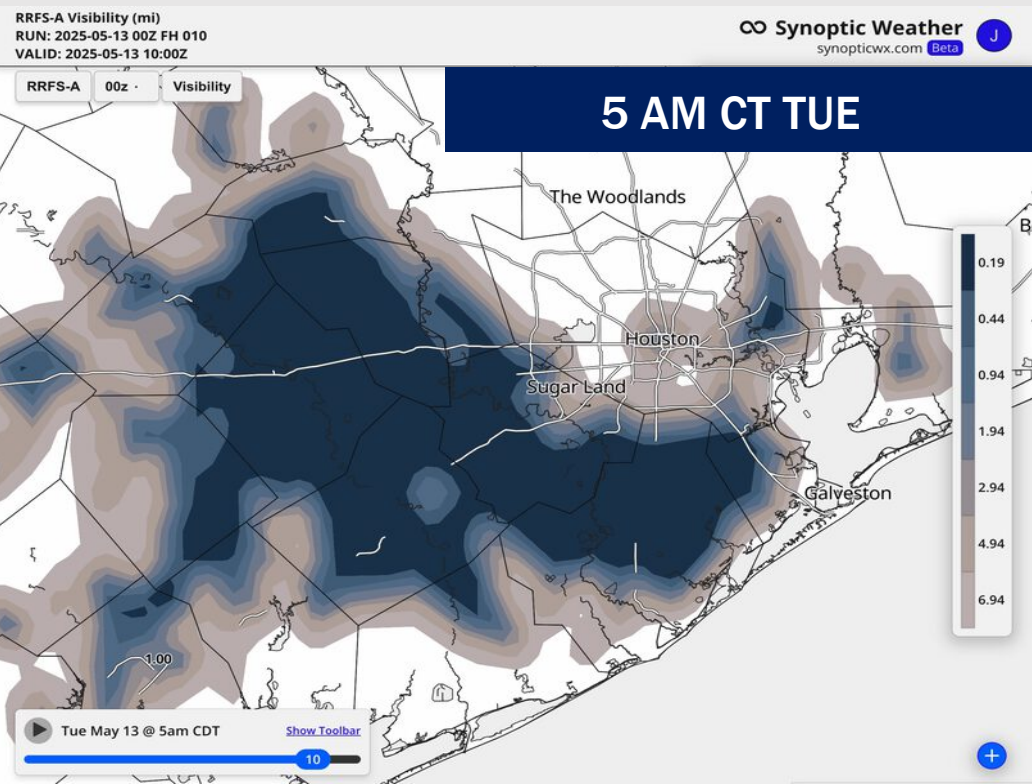 RRFS-A Visibility (mi)
RUN: 2025-05-13 00Z FH 010
VALID: 2025-05-13 10:00Z
Synoptic Weather
synopticwx.com Beta
J
RRFS-A
00z
Visibility
5 AM CT TUE
The Woodlands
B
0.19
Houston
0.44
0.94
Sugar Land
1.94
2.94
Galveston
4.94
6.94
1.00
Tue May 13 @ 5am CDT
Show Toolbar
10
+